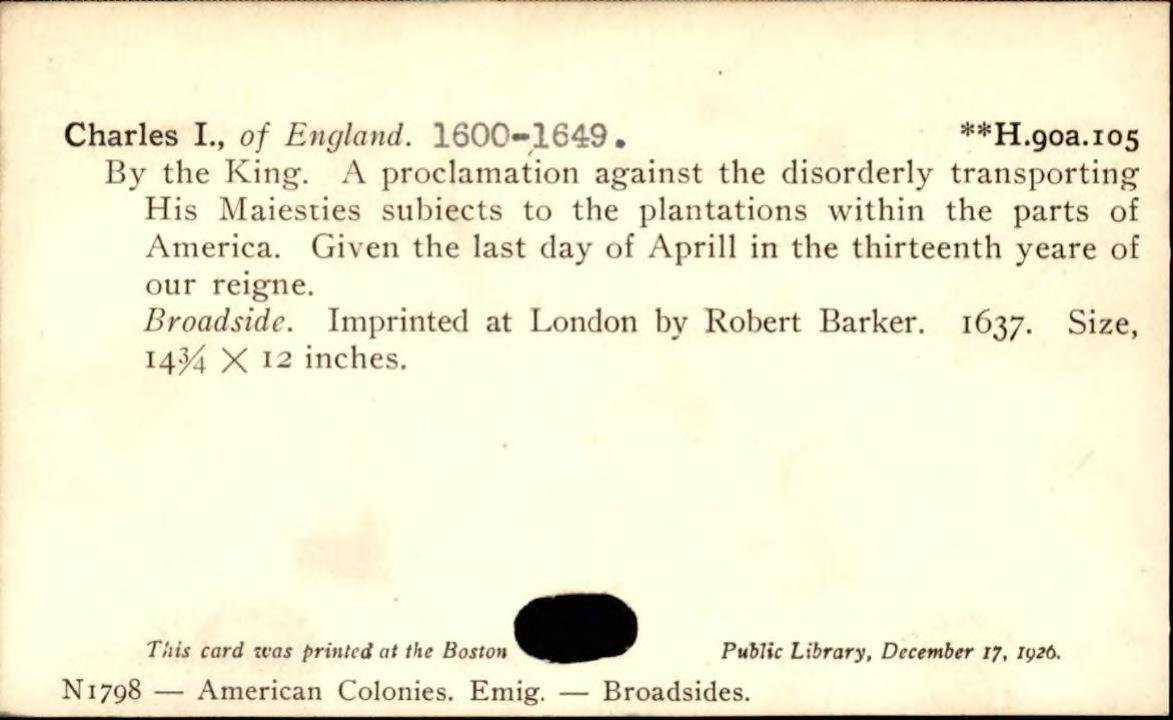 Charles I., of England. 1600-1649. **H.90a.105
By the King. A proclamation against the disorderly transporting
His Maiesties subiects to the plantations within the parts of
America. Given the last day of Aprill in the thirteenth yeare of
our reigne.
Broadside. Imprinted at London by Robert Barker. 1637. Size,
14¾ × 12 inches.
This card was printed at the Boston Public Library, December 17, 1926.
N1798 — American Colonies. Emig. — Broadsides.